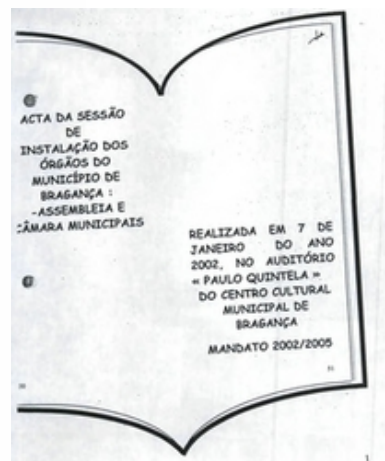 ACTA DA SESSÃO
DE
INSTALAÇÃO DOS
ÓRGÃOS DO
MUNICÍPIO DE
BRAGANÇA :
-ASSEMBLEIA E
CÂMARA MUNICIPAIS
REALIZADA EM 7 DE
JANEIRO DO ANO
2002, NO AUDITÓRIO
« PAULO QUINTELA »
DO CENTRO CULTURAL
MUNICIPAL DE
BRAGANÇA
MANDATO 2002/2005
1